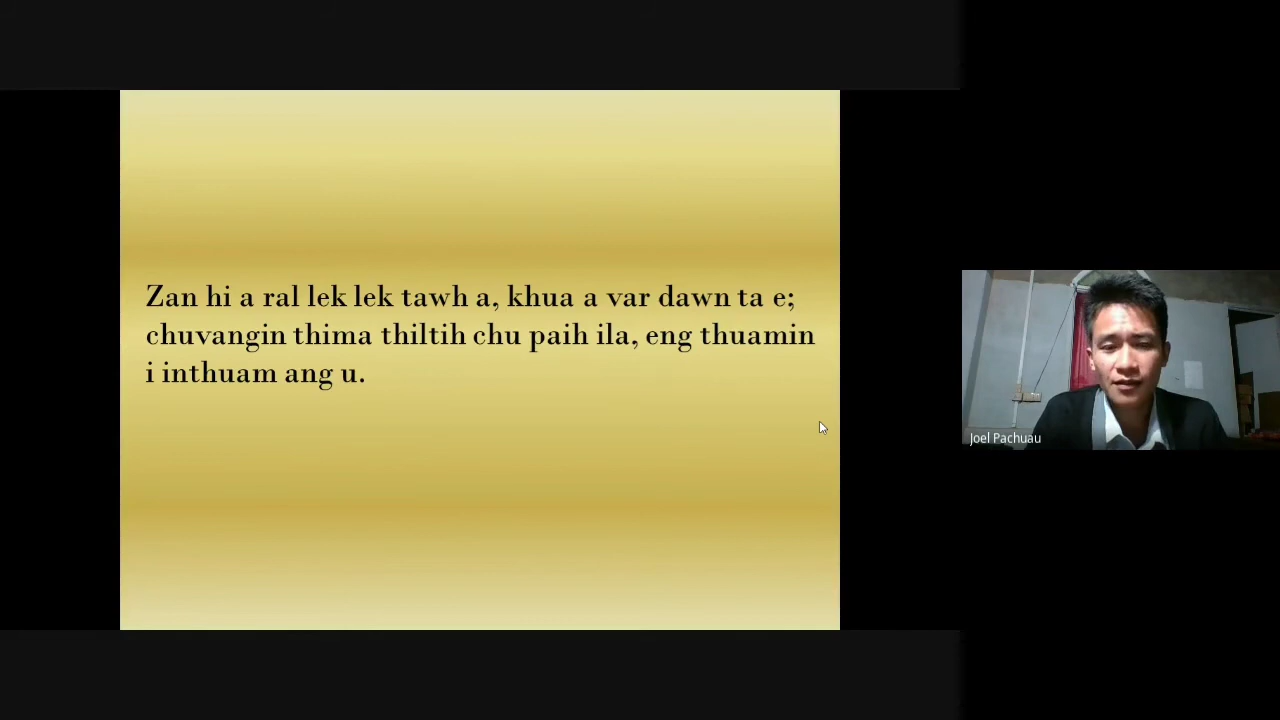 Zan hi a ral lek lek tawh a, khua a var dawn ta e;
chuvangin thima thiltih chu paih ila, eng thuamin
i inthuam ang u.
Joel Pachuau